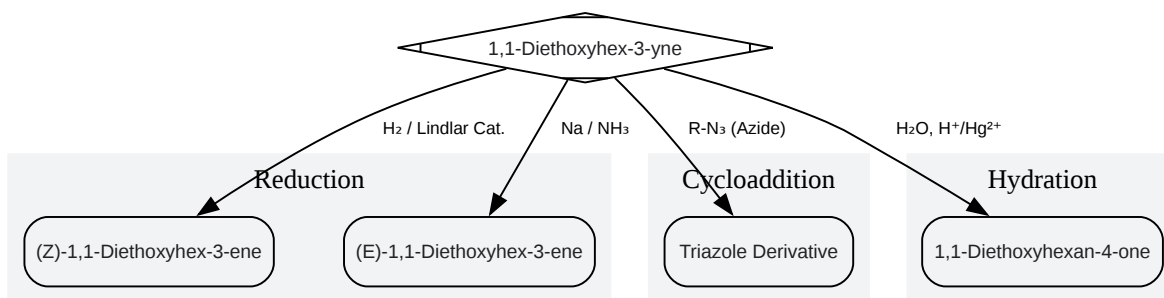 1,1-Diethoxyhex-3-yne
H₂ / Lindlar Cat.
Na / NH₃
R-N₃ (Azide)
H₂O, H⁺/Hg²⁺
Reduction
Cycloaddition
Hydration
(Z)-1,1-Diethoxyhex-3-ene
(E)-1,1-Diethoxyhex-3-ene
Triazole Derivative
1,1-Diethoxyhexan-4-one